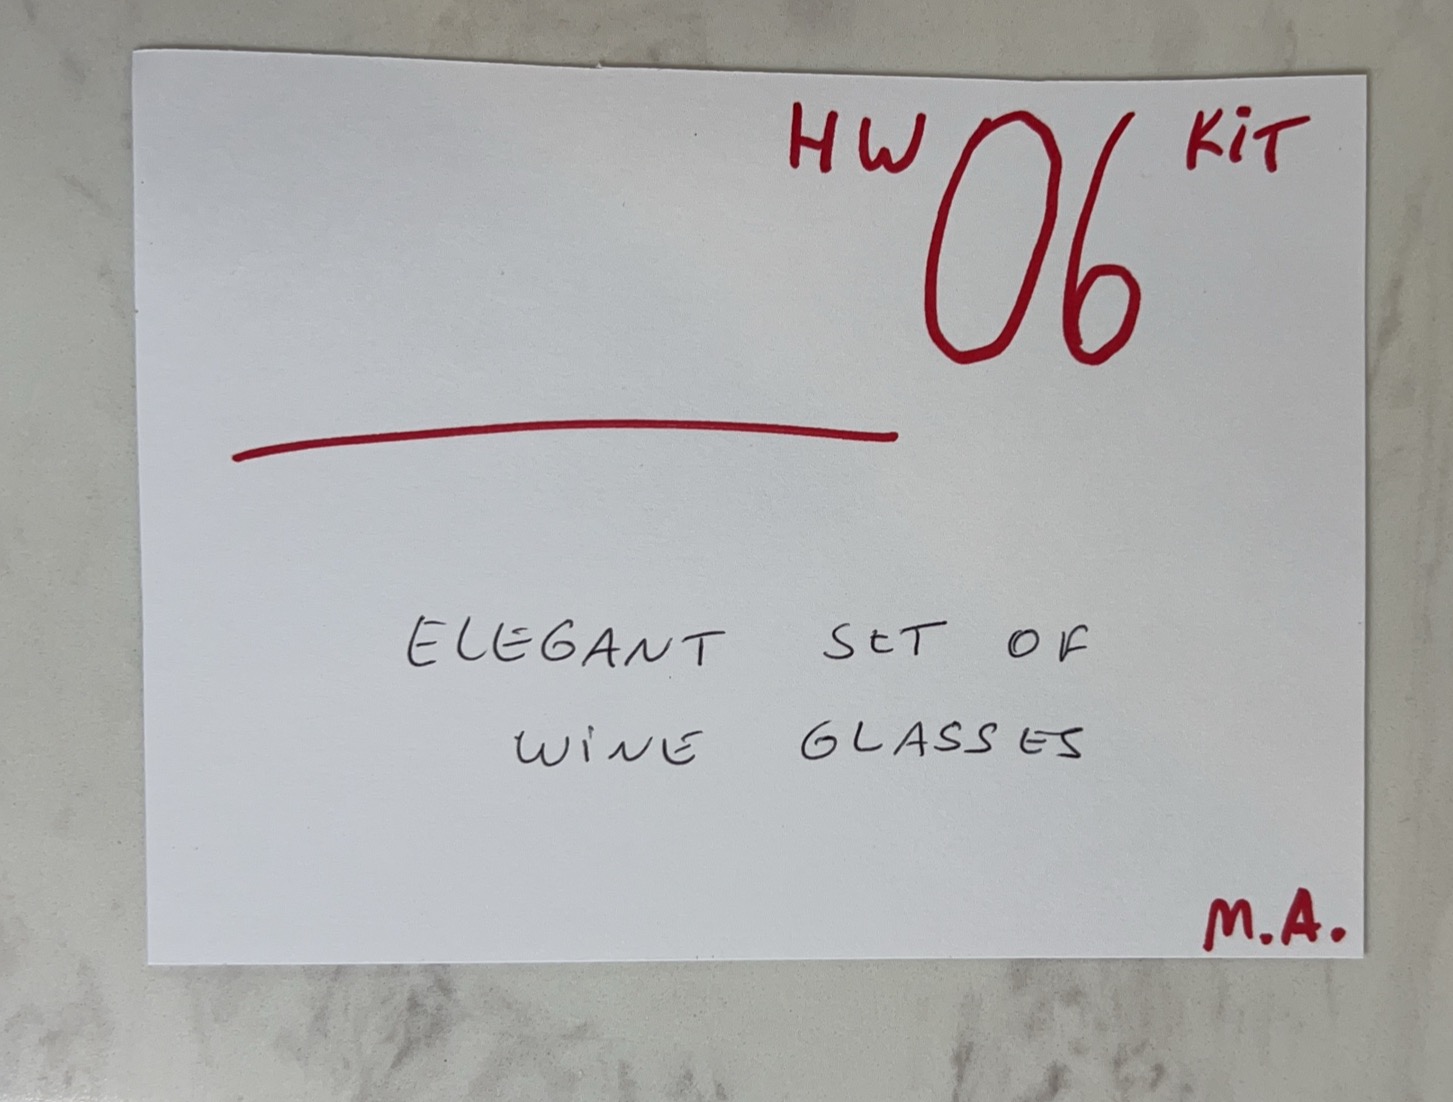 HW 06 KiT
ELEGANT SET OF
WiNE GLASSES
M.A.